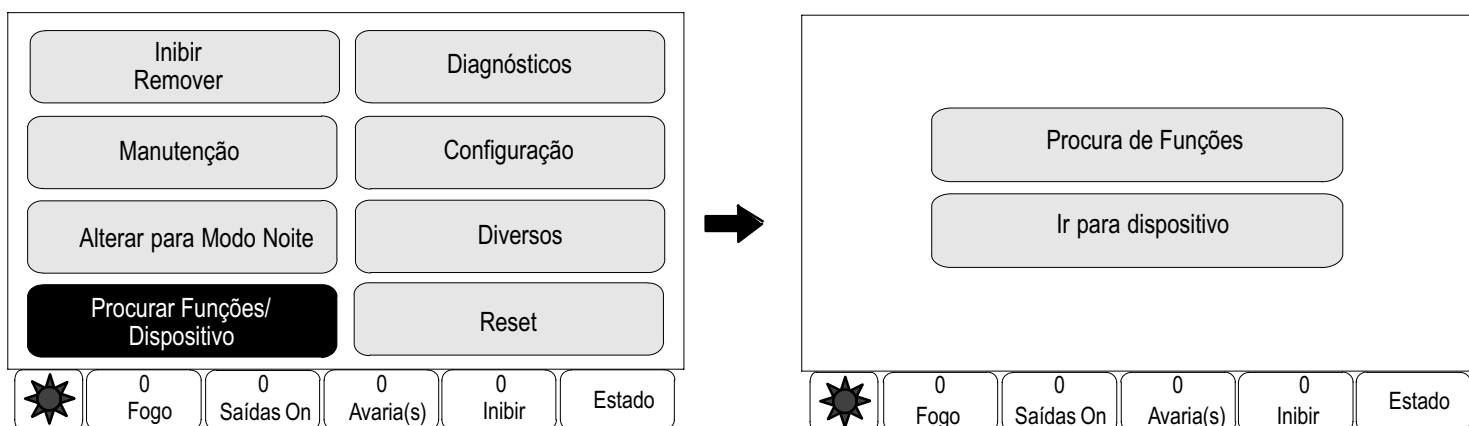 Inibir
Remover
Diagnósticos
Manutenção
Configuração
Alterar para Modo Noite
Diversos
Procurar Funções/
Dispositivo
Reset
0
Fogo
0
Saídas On
0
Avaria(s)
0
Inibir
Estado
Procura de Funções
Ir para dispositivo
0
Fogo
0
Saídas On
0
Avaria(s)
0
Inibir
Estado